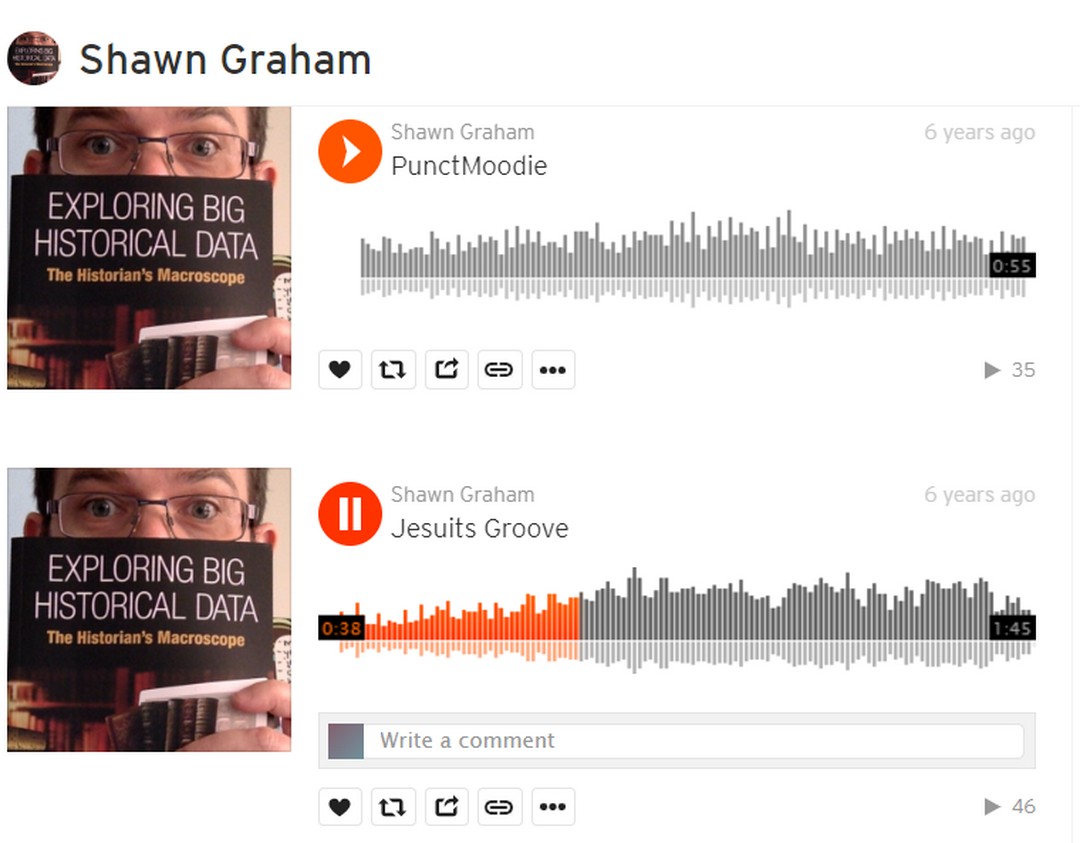 Shawn Graham
EXPLORING BIG
HISTORICAL DATA
The Historian's Macroscope
Shawn Graham
6 years ago
PunctMoodie
0:55
35
EXPLORING BIG
HISTORICAL DATA
The Historian's Macroscope
Shawn Graham
6 years ago
Jesuits Groove
0:38
1:45
Write a comment
46